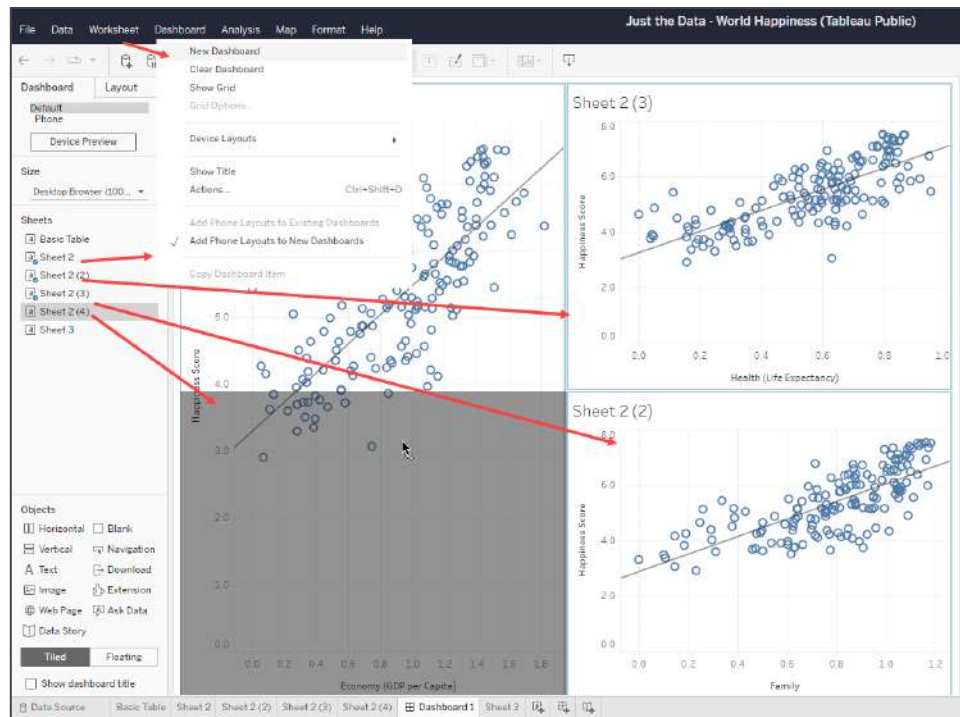 Just the Data - World Happiness (Tableau Public)
File Data Worksheet Dashboard Analysis Map Format Help
New Dashboard
Clear Dashboard
Show Grid
Grid Options...
Device Layouts
Show Title
Actions... Ctrl+Shift+D
Add Phone Layouts to Existing Dashboards
Add Phone Layouts to New Dashboards
Copy Dashboard Item
Dashboard Layout
Default
Phone
Device Preview
Size
Desktop Browser (100...
Sheets
Basic Table
Sheet 2
Sheet 2 (2)
Sheet 2 (3)
Sheet 2 (4)
Sheet 3
Objects
Horizontal Blank
Vertical Navigation
Text Download
Image Extension
Web Page Ask Data
Data Story
Tiled Floating
Show dashboard title
5.0
4.0
3.0
2.0
1.0
0.0
Happiness Score
0.0 0.2 0.4 0.6 0.8 1.0 1.2 1.4 1.6 1.8
Economy (GDP per Capita)
Sheet 2 (3)
8.0
6.0
4.0
2.0
0.0
Happiness Score
0.0 0.2 0.4 0.6 0.8 1.0
Health (Life Expectancy)
Sheet 2 (2)
8.0
6.0
4.0
2.0
0.0
Happiness Score
0.0 0.2 0.4 0.6 0.8 1.0 1.2
Family
Data Source Basic Table Sheet 2 Sheet 2 (2) Sheet 2 (3) Sheet 2 (4) Dashboard 1 Sheet 3